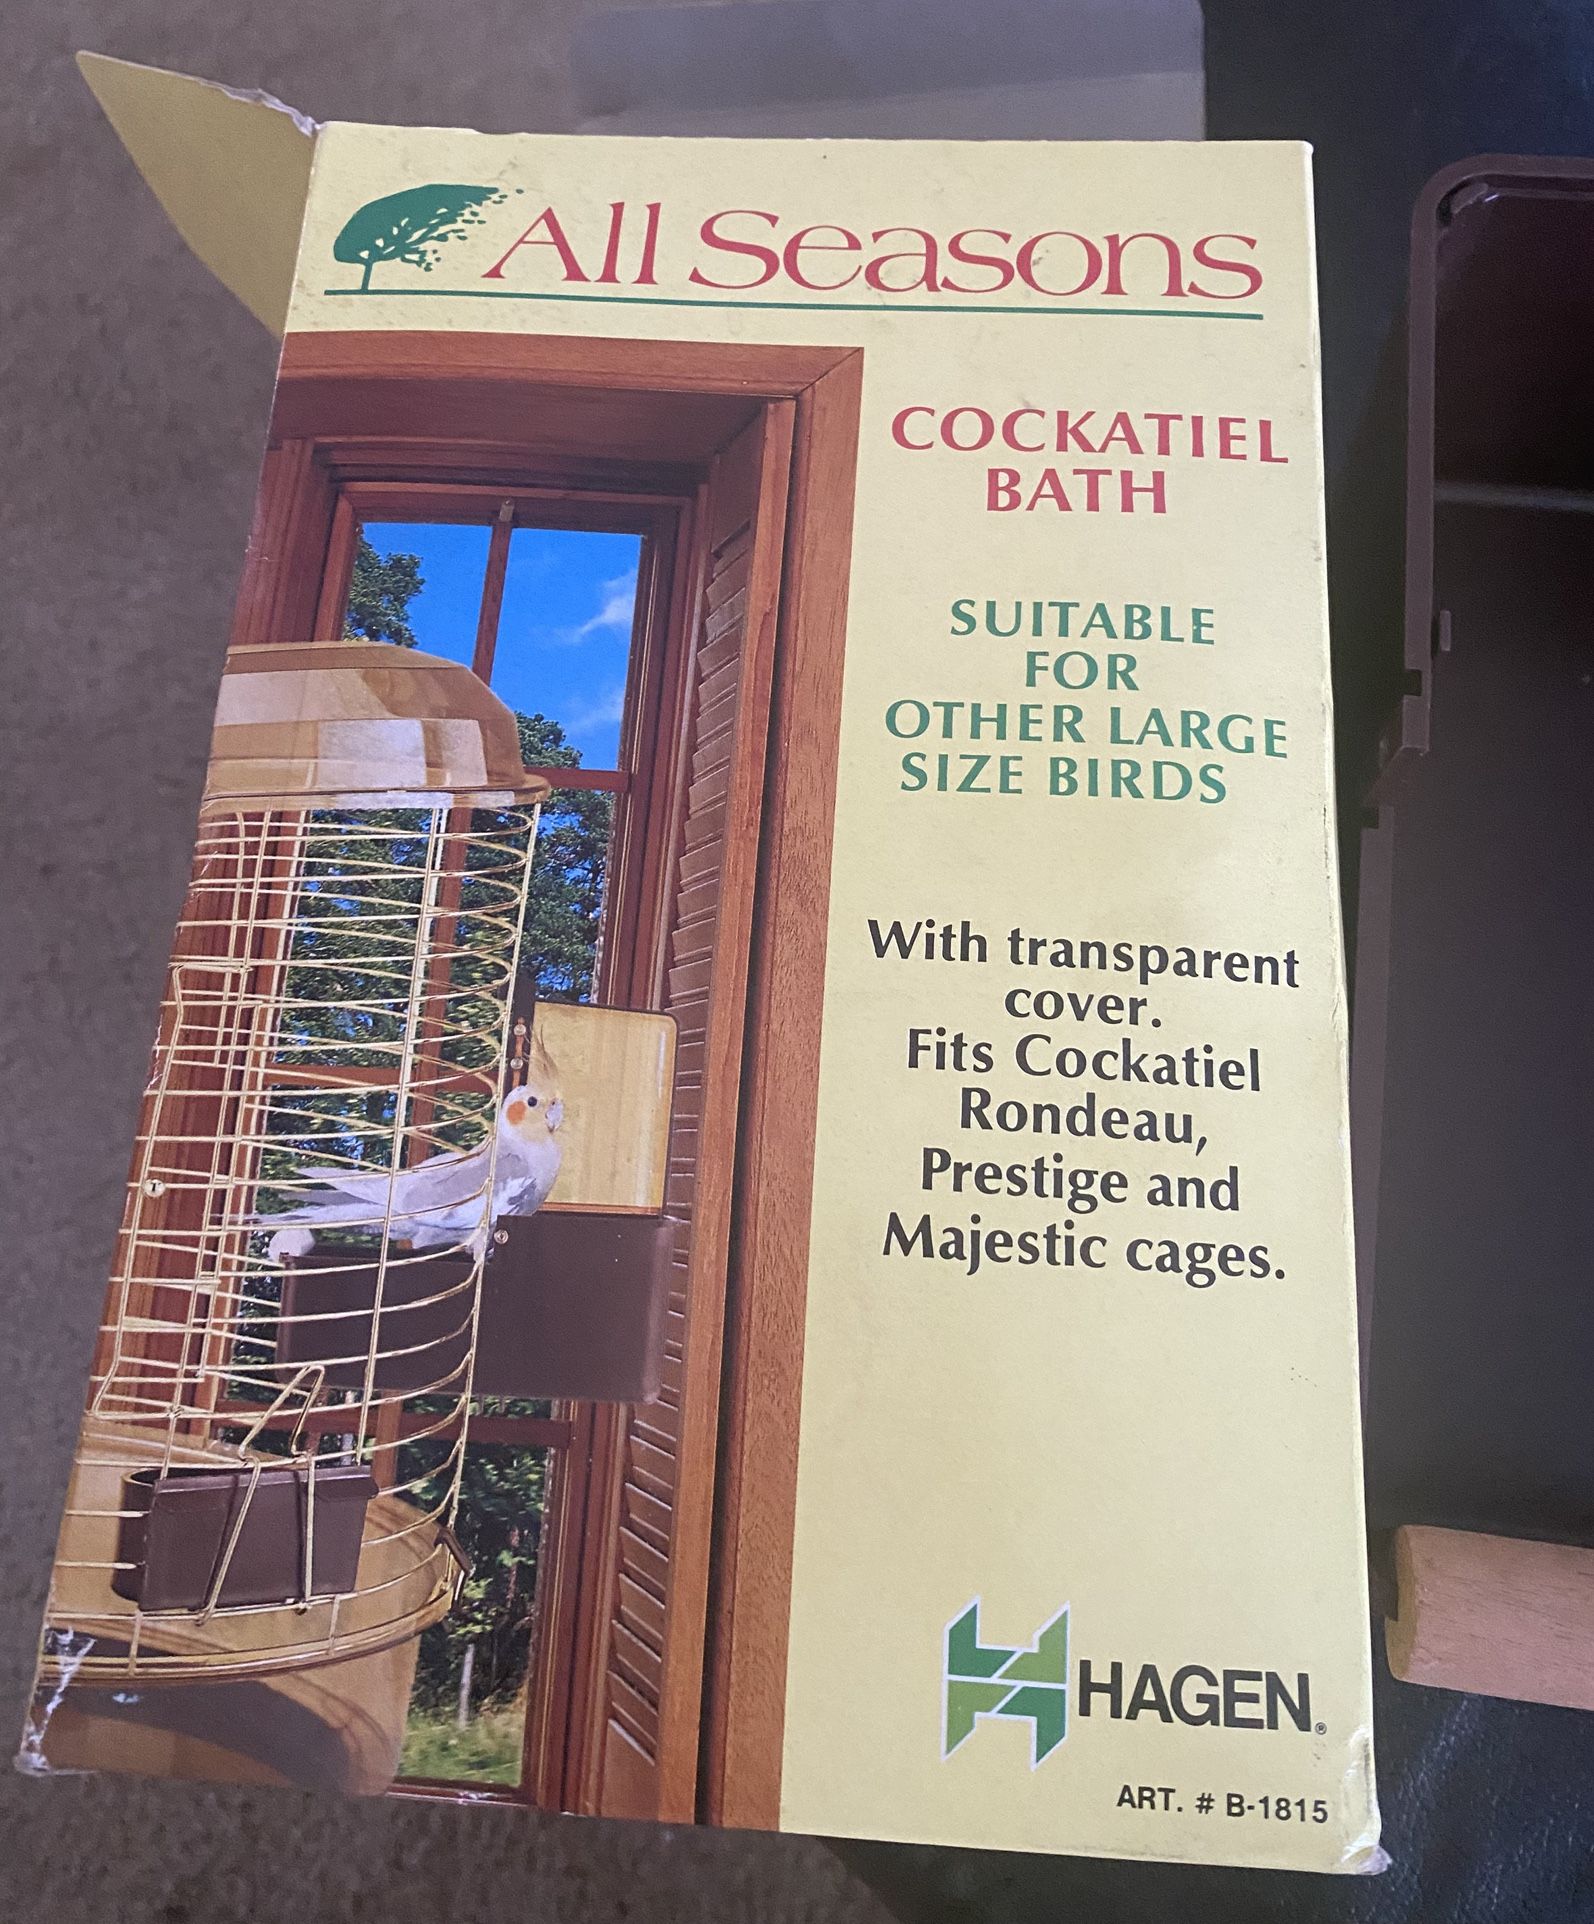 All Seasons
COCKATIEL
BATH
SUITABLE
FOR
OTHER LARGE
SIZE BIRDS
With transparent
cover.
Fits Cockatiel
Rondeau,
Prestige and
Majestic cages.
HAGEN®
ART. # B-1815